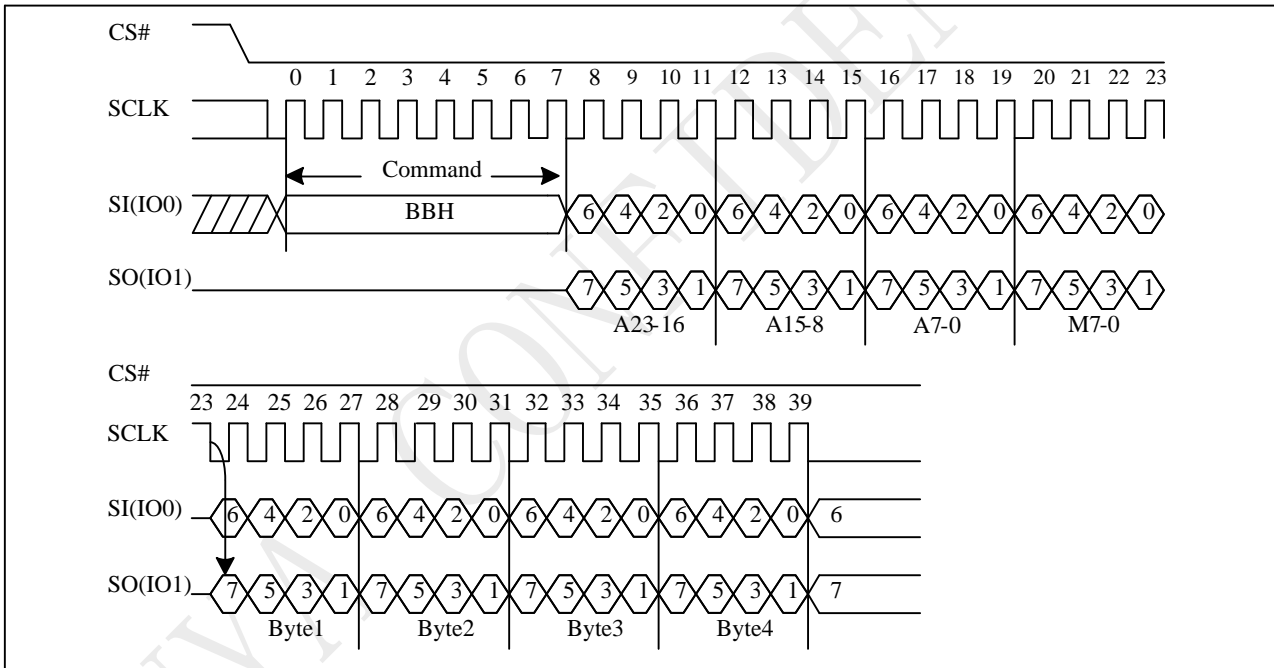 CS#
0 1 2 3 4 5 6 7 8 9 10 11 12 13 14 15 16 17 18 19 20 21 22 23
SCLK
Command
SI(IO0) BBH 6 4 2 0 6 4 2 0 6 4 2 0 6 4 2 0
SO(IO1) 7 5 3 1 7 5 3 1 7 5 3 1 7 5 3 1
A23-16 A15-8 A7-0 M7-0
CS#
23 24 25 26 27 28 29 30 31 32 33 34 35 36 37 38 39
SCLK
SI(IO0) 6 4 2 0 6 4 2 0 6 4 2 0 6 4 2 0 6
SO(IO1) 7 5 3 1 7 5 3 1 7 5 3 1 7 5 3 1 7
Byte1 Byte2 Byte3 Byte4